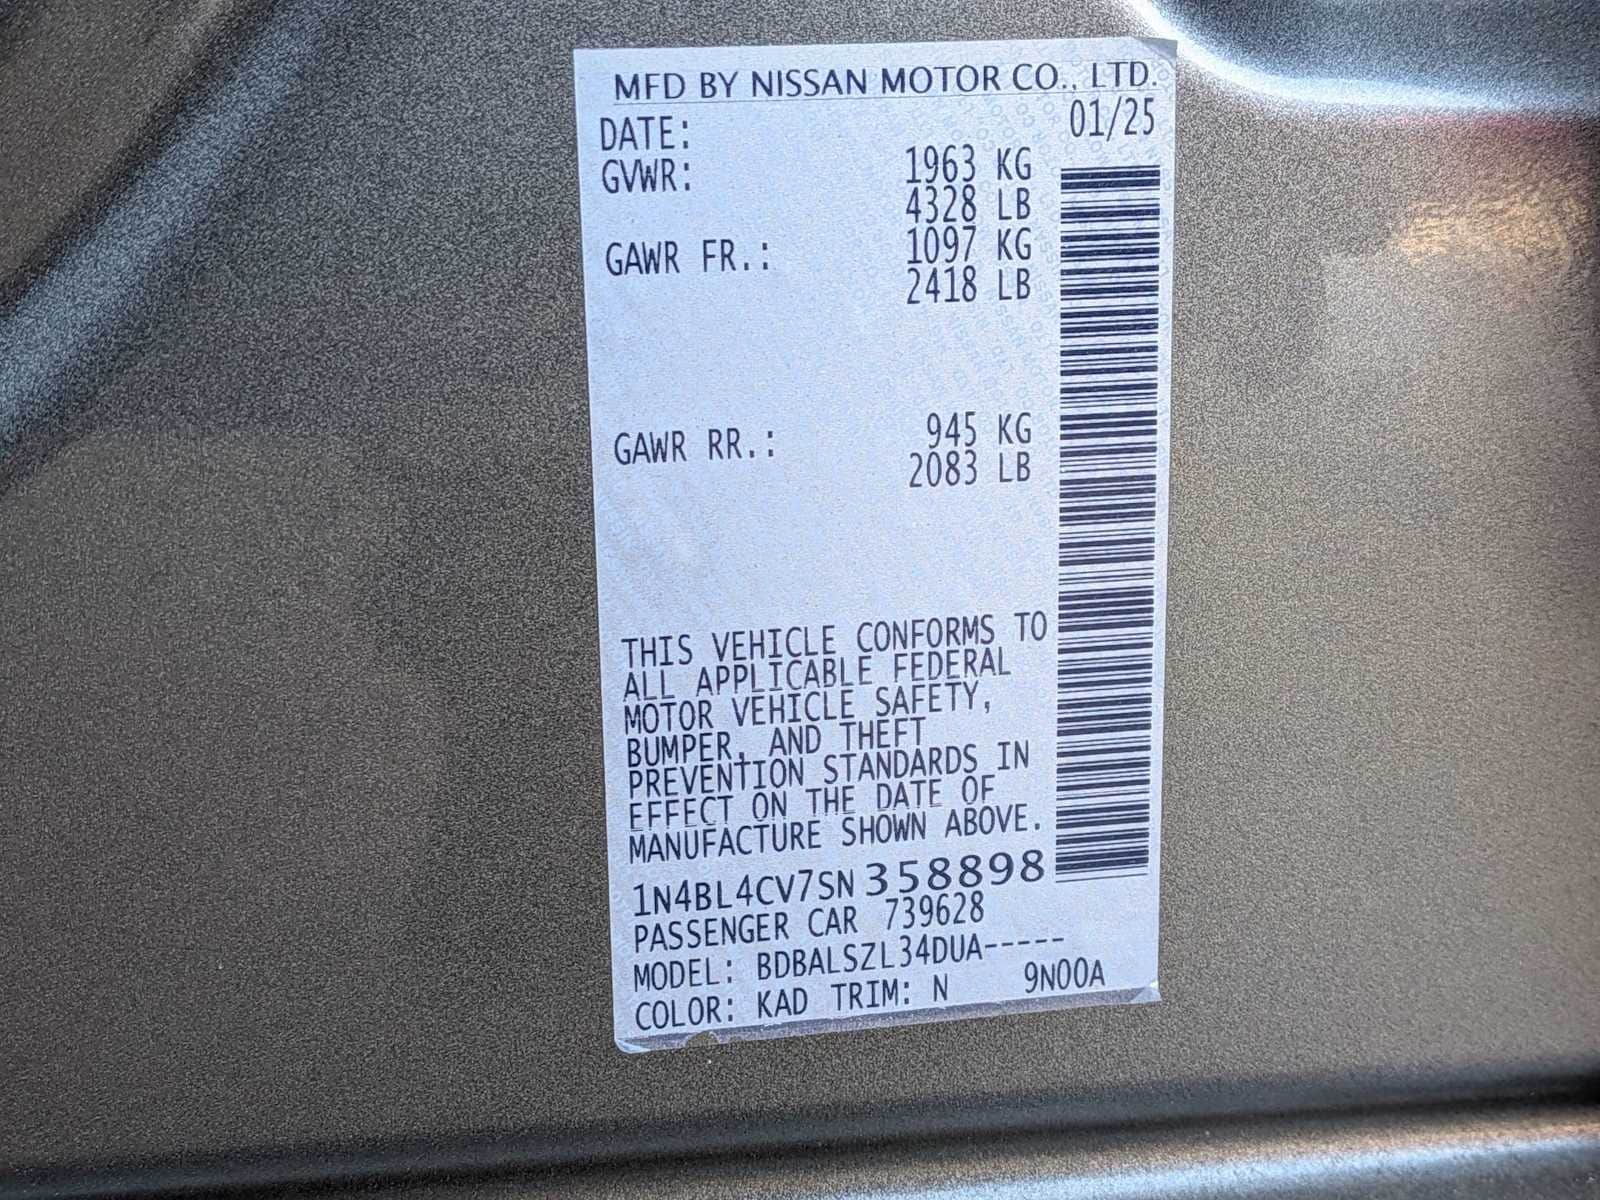 MFD BY NISSAN MOTOR CO., LTD.
DATE: 01/25
GVWR: 1963 KG
4328 LB
GAWR FR.: 1097 KG
2418 LB
GAWR RR.: 945 KG
2083 LB
THIS VEHICLE CONFORMS TO
ALL APPLICABLE FEDERAL
MOTOR VEHICLE SAFETY,
BUMPER, AND THEFT
PREVENTION STANDARDS IN
EFFECT ON THE DATE OF
MANUFACTURE SHOWN ABOVE.
1N4BL4CV7SN358898
PASSENGER CAR 739628
MODEL: BDBALSZL34DUA-----
COLOR: KAD TRIM: N 9N00A